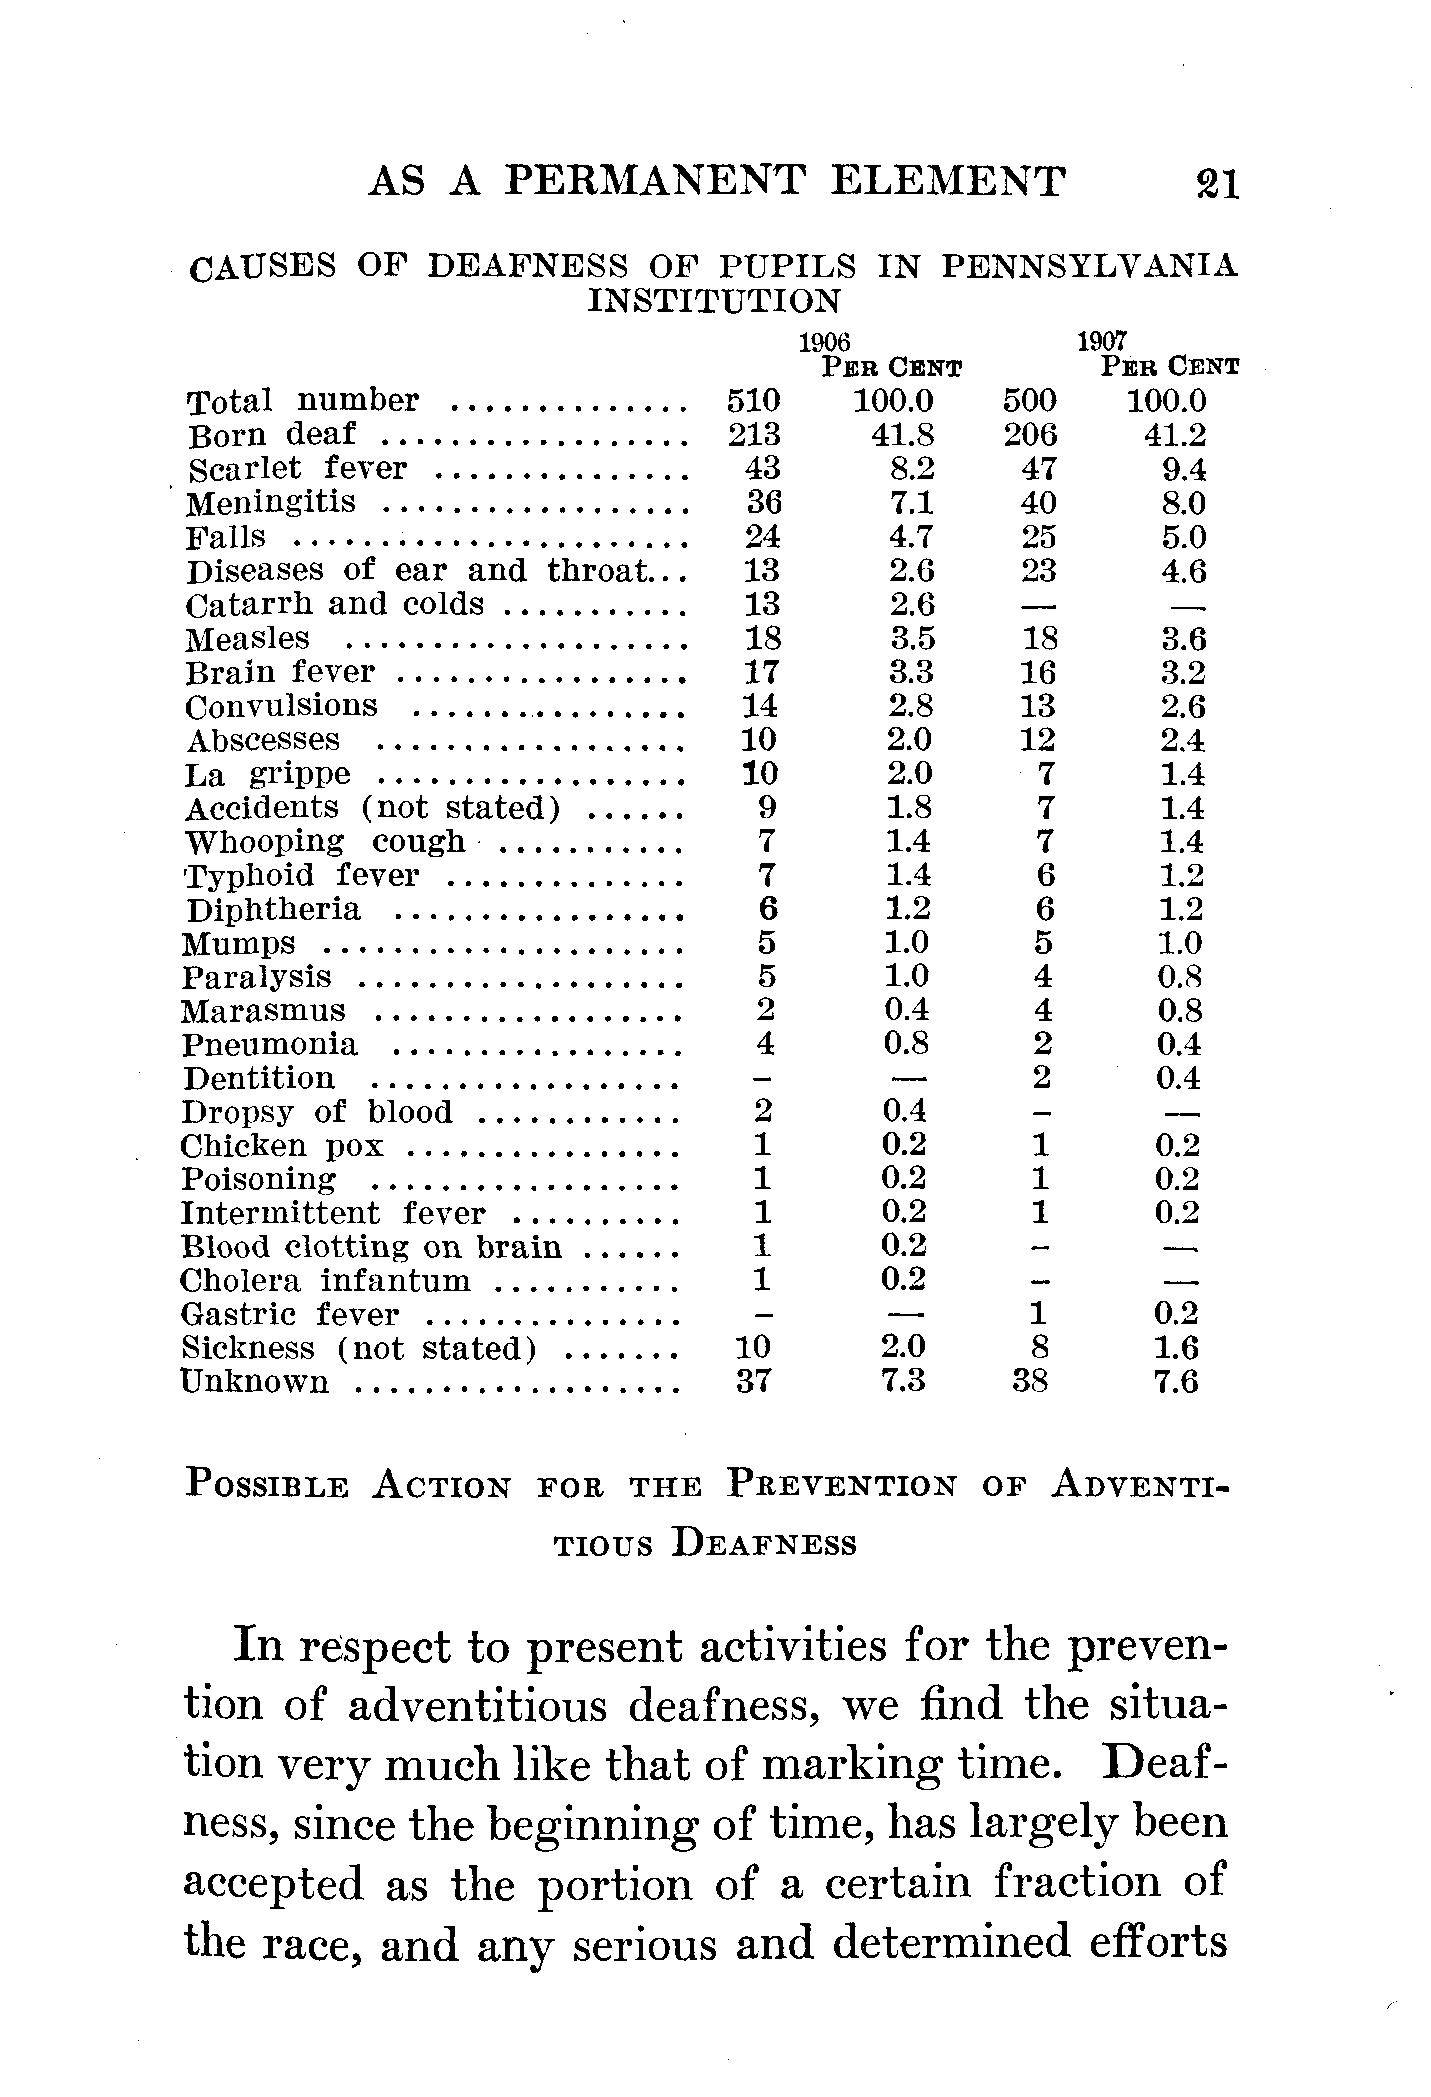 AS A PERMANENT ELEMENT 21
CAUSES OF DEAFNESS OF PUPILS IN PENNSYLVANIA
INSTITUTION
1906 1907
PER CENT PER CENT
Total number .............. 510 100.0 500 100.0
Born deaf .................. 213 41.8 206 41.2
Scarlet fever ............... 43 8.2 47 9.4
Meningitis .................. 36 7.1 40 8.0
Falls ....................... 24 4.7 25 5.0
Diseases of ear and throat... 13 2.6 23 4.6
Catarrh and colds ........... 13 2.6 — —
Measles .................... 18 3.5 18 3.6
Brain fever ................. 17 3.3 16 3.2
Convulsions ................ 14 2.8 13 2.6
Abscesses .................. 10 2.0 12 2.4
La grippe .................. 10 2.0 7 1.4
Accidents (not stated) ...... 9 1.8 7 1.4
Whooping cough ........... 7 1.4 7 1.4
Typhoid fever .............. 7 1.4 6 1.2
Diphtheria ................. 6 1.2 6 1.2
Mumps ..................... 5 1.0 5 1.0
Paralysis ................... 5 1.0 4 0.8
Marasmus .................. 2 0.4 4 0.8
Pneumonia ................. 4 0.8 2 0.4
Dentition .................. – — 2 0.4
Dropsy of blood ............ 2 0.4 – —
Chicken pox ................ 1 0.2 1 0.2
Poisoning .................. 1 0.2 1 0.2
Intermittent fever .......... 1 0.2 1 0.2
Blood clotting on brain ...... 1 0.2 – —
Cholera infantum ........... 1 0.2 – —
Gastric fever ............... – — 1 0.2
Sickness (not stated) ....... 10 2.0 8 1.6
Unknown ................... 37 7.3 38 7.6
POSSIBLE ACTION FOR THE PREVENTION OF ADVENTI-
TIOUS DEAFNESS
In respect to present activities for the preven-
tion of adventitious deafness, we find the situa-
tion very much like that of marking time. Deaf-
ness, since the beginning of time, has largely been
accepted as the portion of a certain fraction of
the race, and any serious and determined efforts